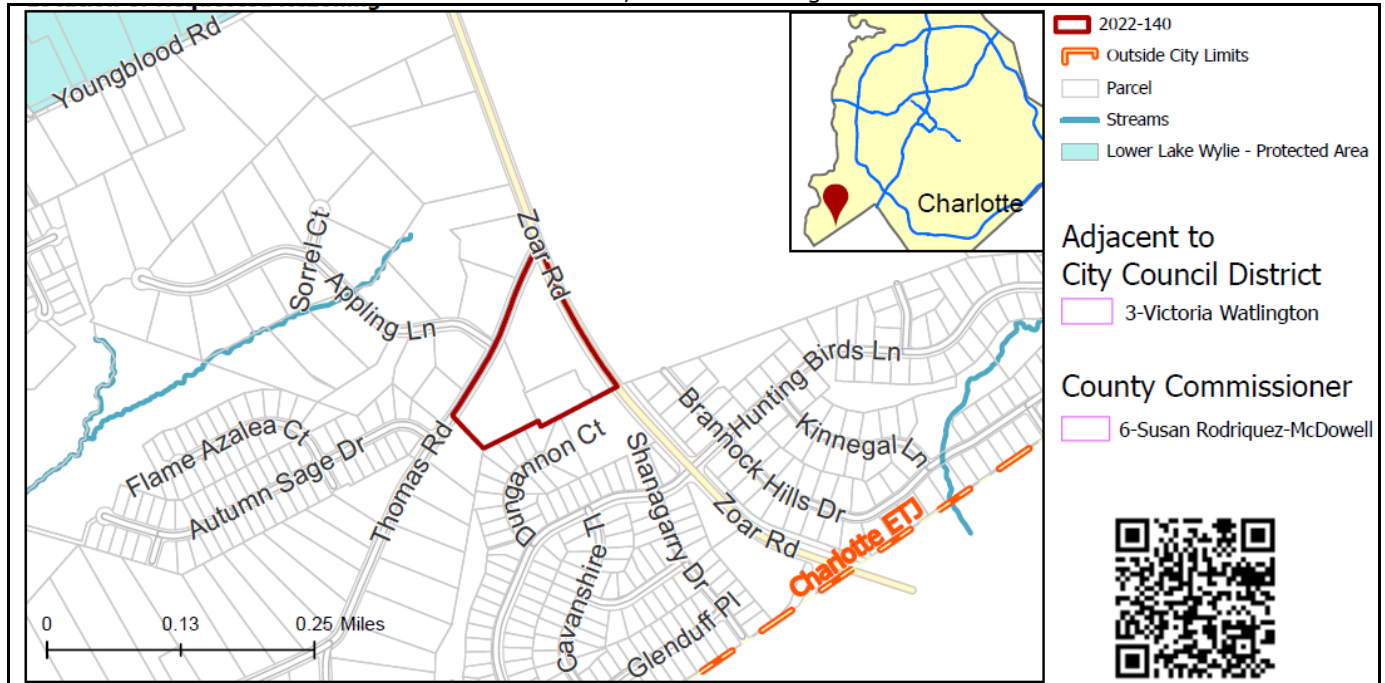 Youngblood Rd
Zoar Rd
Sorrel Ct
Appling Ln
Flame Azalea Ct
Autumn Sage Dr
Thomas Rd
Dungannon Ct
Shanagarry Dr
Hunting Birds Ln
Brannock Hills Dr
Kinnegal Ln
Zoar Rd
Charlotte ETJ
Cavanshire Tl
Glenduff Pl
0 0.13 0.25 Miles
Charlotte
2022-140
Outside City Limits
Parcel
Streams
Lower Lake Wylie - Protected Area
Adjacent to
City Council District
3-Victoria Watlington
County Commissioner
6-Susan Rodriquez-McDowell